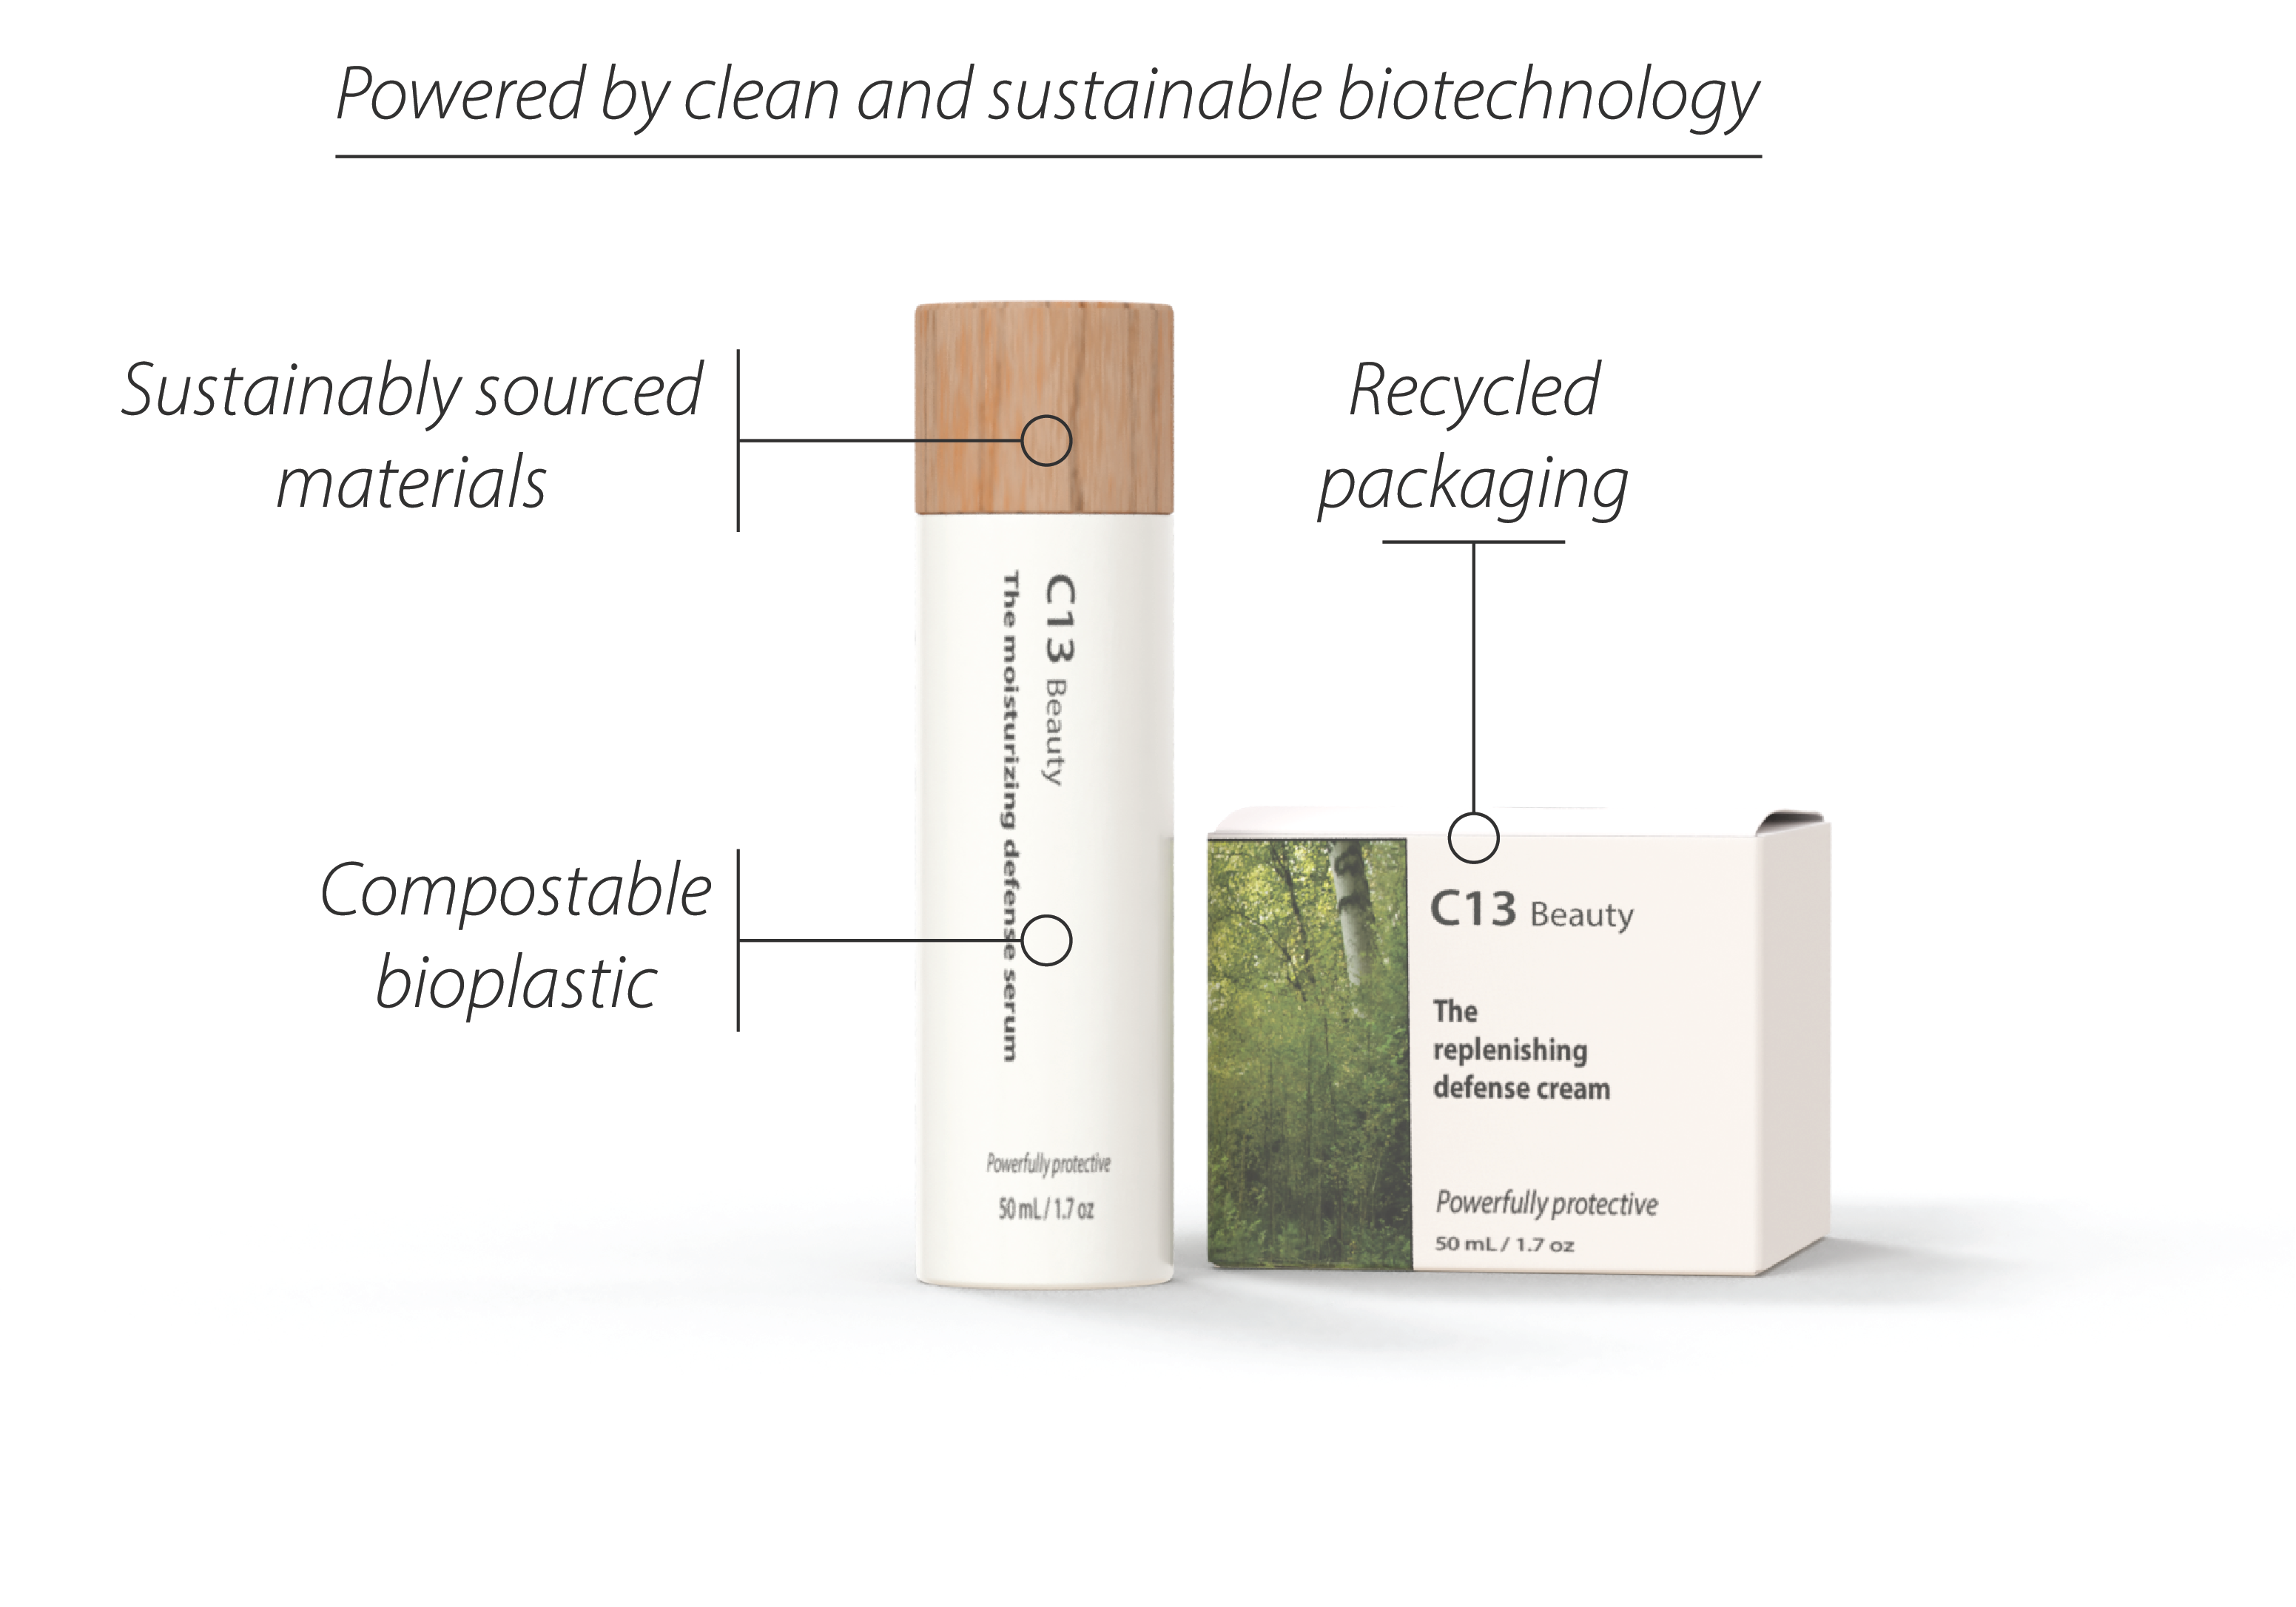 Powered by clean and sustainable biotechnology
Sustainably sourced
materials
Recycled
packaging
Compostable
bioplastic
C13 Beauty
The moisturizing defense serum
Powerfully protective
50 mL / 1.7 oz
C13 Beauty
The
replenishing
defense cream
Powerfully protective
50 mL / 1.7 oz